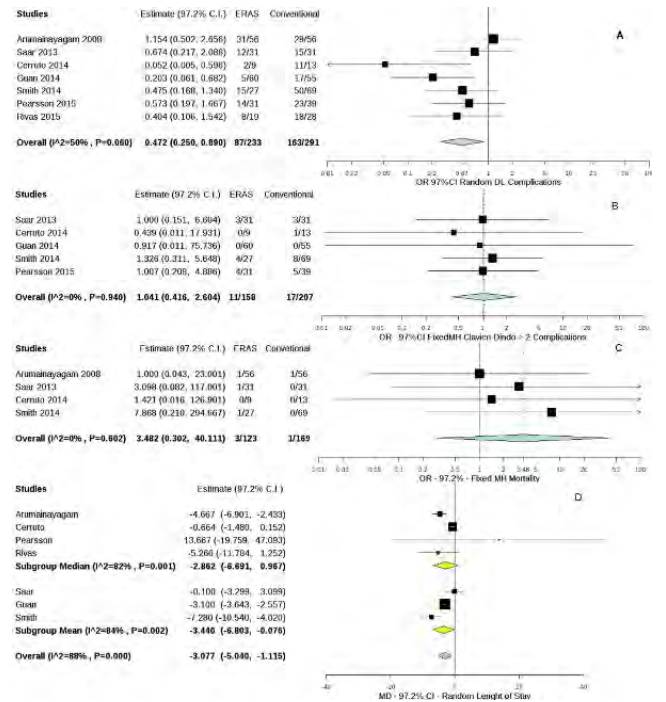 Studies Estimate (97.2% C.I.) ERAS Conventional
A
Arumainayagam 2008 1.154 (0.502, 2.656) 31/56 29/56
Saar 2013 0.674 (0.217, 2.088) 12/31 15/31
Cerruto 2014 0.052 (0.005, 0.598) 2/9 11/13
Guan 2014 0.203 (0.061, 0.682) 5/60 17/55
Smith 2014 0.475 (0.168, 1.340) 15/27 50/69
Pearsson 2015 0.573 (0.197, 1.667) 14/31 23/39
Rivas 2015 0.404 (0.106, 1.542) 8/19 18/28
Overall (I^2=50% , P=0.060) 0.472 (0.250, 0.890) 87/233 163/291
OR 97%CI Random DL Complications
Studies Estimate (97.2% C.I.) ERAS Conventional
B
Saar 2013 1.000 (0.151, 6.604) 3/31 3/31
Cerruto 2014 0.439 (0.011, 17.931) 0/9 1/13
Guan 2014 0.917 (0.011, 75.736) 0/60 0/55
Smith 2014 1.326 (0.311, 5.648) 4/27 8/69
Pearsson 2015 1.007 (0.208, 4.886) 4/31 5/39
Overall (I^2=0% , P=0.940) 1.041 (0.416, 2.604) 11/158 17/207
OR - 97%CI FixedMH Clavien Dindo > 2 Complications
Studies Estimate (97.2% C.I.) ERAS Conventional
C
Arumainayagam 2008 1.000 (0.043, 23.001) 1/56 1/56
Saar 2013 3.098 (0.082, 117.001) 1/31 0/31
Cerruto 2014 1.421 (0.016, 126.901) 0/9 0/13
Smith 2014 7.868 (0.210, 294.667) 1/27 0/69
Overall (I^2=0% , P=0.602) 3.482 (0.302, 40.111) 3/123 1/169
OR - 97.2% - Fixed MH Mortality
Studies Estimate (97.2% C.I.)
D
Arumainayagam -4.667 (-6.901, -2.433)
Cerruto -0.664 (-1.480, 0.152)
Pearsson 13.667 (-19.759, 47.093)
Rivas -5.266 (-11.784, 1.252)
Subgroup Median (I^2=82% , P=0.001) -2.862 (-6.691, 0.967)
Saar -0.100 (-3.299, 3.099)
Guan -3.100 (-3.643, -2.557)
Smith -7.280 (-10.540, -4.020)
Subgroup Mean (I^2=84% , P=0.002) -3.440 (-6.803, -0.076)
Overall (I^2=88% , P=0.000) -3.077 (-5.040, -1.115)
-40 -20 0 20 40
MD - 97.2% CI - Random Lenght of Stay